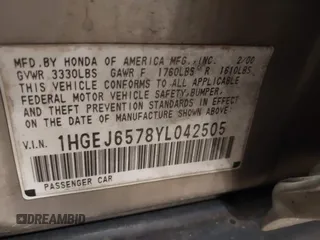 MFD.BY HONDA OF AMERICA MFG.,INC. 2/00
GVWR 3330LBS GAWR F 1760LBS R 1610LBS
THIS VEHICLE CONFORMS TO ALL APPLICABLE
FEDERAL MOTOR VEHICLE SAFETY,BUMPER,
AND THEFT PREVENTION STANDARDS IN EFFECT
ON THE DATE OF MANUFACTURE SHOWN ABOVE.
V.I.N. 1HGEJ6578YL042505
PASSENGER CAR
DREAMBID